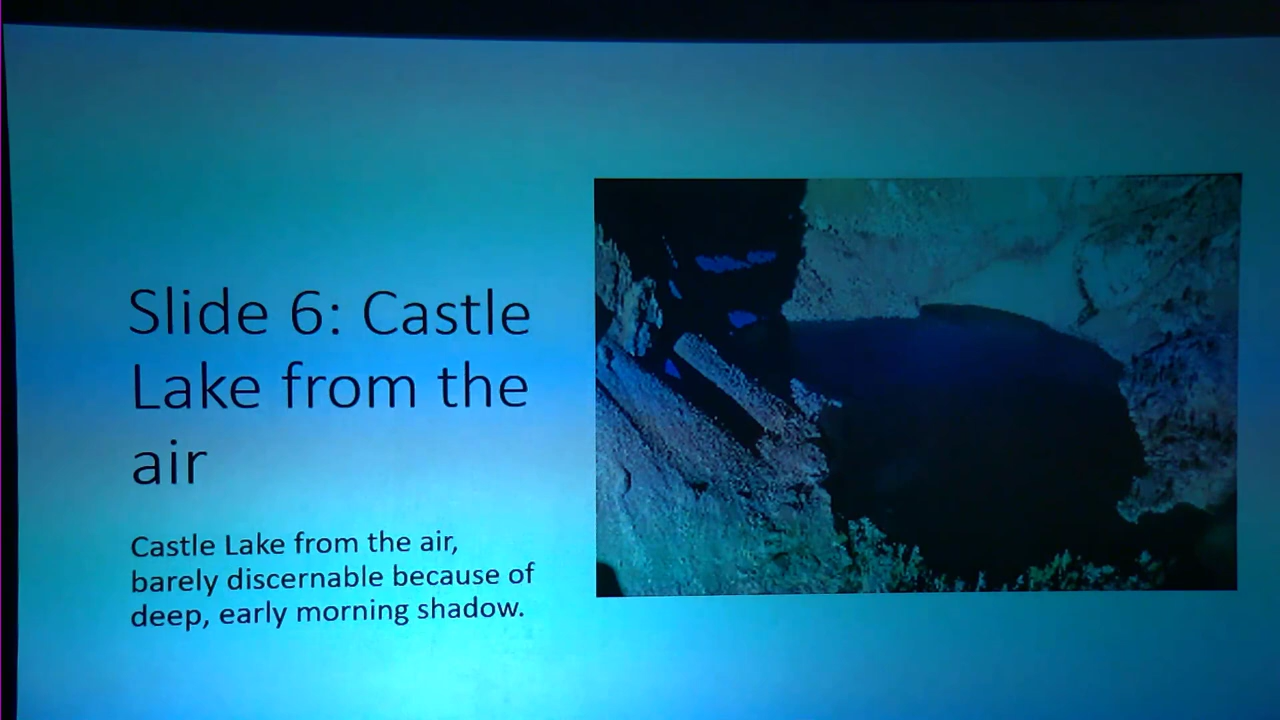 Slide 6: Castle
Lake from the
air
Castle Lake from the air,
barely discernable because of
deep, early morning shadow.